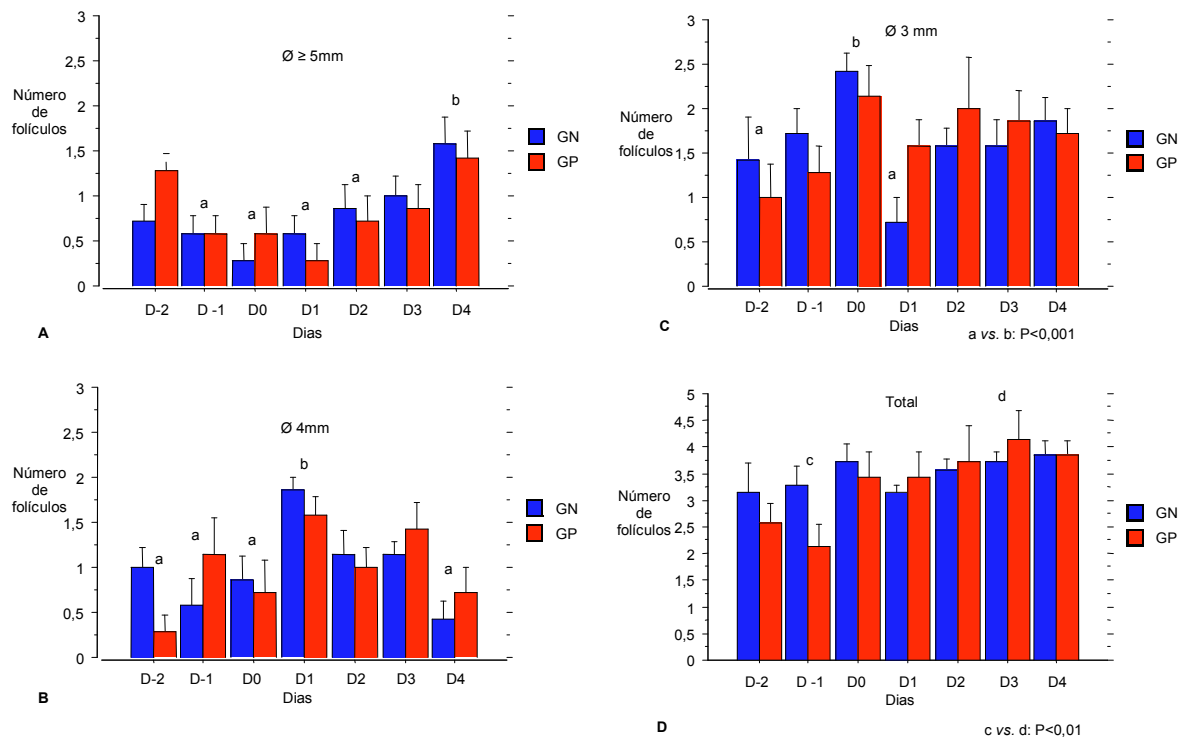 3
2,5
2
1,5
1
0,5
0
Ø ≥ 5mm
Número
de
folículos
a
a
a
a
b
GN
GP
D-2 D -1 D0 D1 D2 D3 D4
Dias
A
3
2,5
2
1,5
1
0,5
0
Ø 3 mm
Número
de
folículos
a
b
a
GN
GP
D-2 D -1 D0 D1 D2 D3 D4
Dias
C
a vs. b: P<0,001
3
2,5
2
1,5
1
0,5
0
Ø 4mm
Número
de
folículos
a
a
a
b
a
GN
GP
D-2 D-1 D0 D1 D2 D3 D4
Dias
B
5
4,5
4
3,5
3
2,5
2
1,5
1
0,5
0
Total
Número
de
folículos
c
d
GN
GP
D-2 D -1 D0 D1 D2 D3 D4
Dias
D
c vs. d: P<0,01